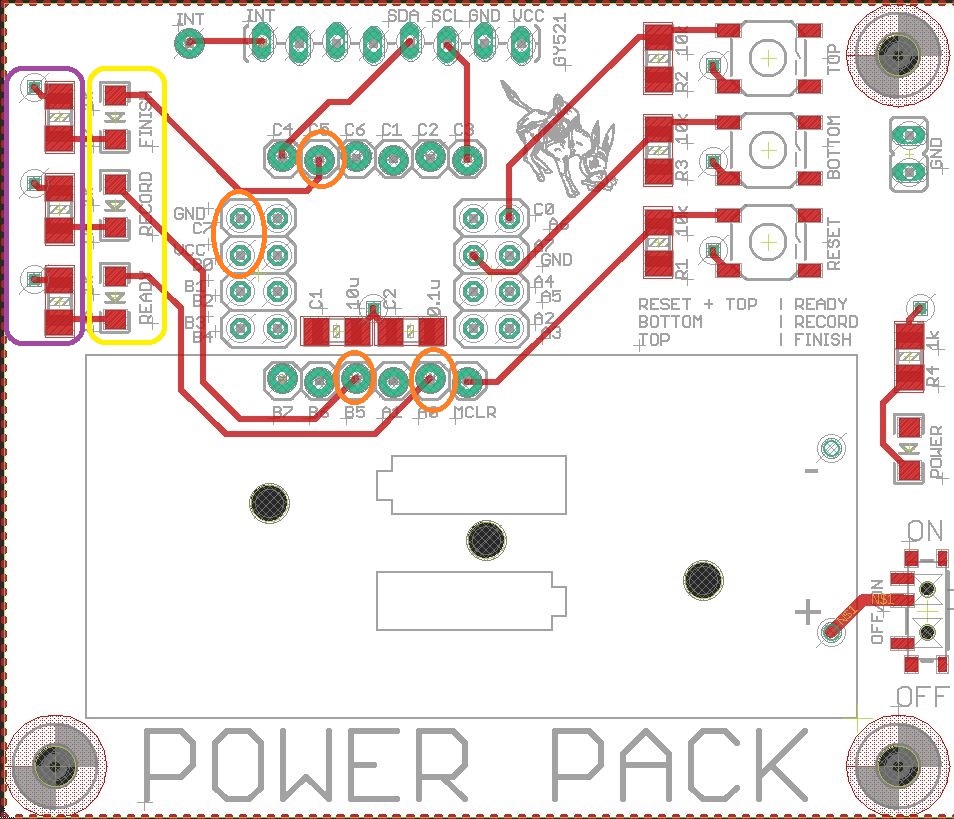 INT
INT
SDA SCL GND VCC
GY521
FINISH
RECORD
READY
C4 C5 C6 C1 C2 C3
GND
C7
VCC
B0
B1
B2
B3
B4
C0
GND
A4
A5
A2
C1 10u C2 0.1u
B7 B6 B5 A1 A0 MCLR
10k
R2
TOP
10k
R3
BOTTOM
10k
R1
RESET
GND
RESET + TOP | READY
BOTTOM | RECORD
TOP | FINISH
1k
R4
POWER
-
+
ON
OFF/ON
N$1
N$1
OFF
POWER PACK